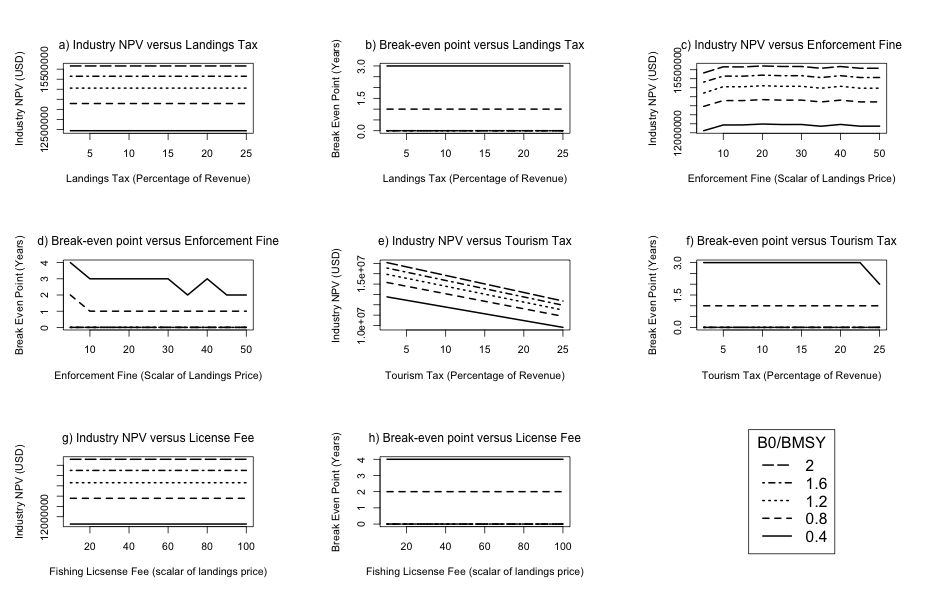 a) Industry NPV versus Landings Tax
Industry NPV (USD)
12500000 15500000
5 10 15 20 25
Landings Tax (Percentage of Revenue)
b) Break-even point versus Landings Tax
Break Even Point (Years)
0.0 1.5 3.0
5 10 15 20 25
Landings Tax (Percentage of Revenue)
c) Industry NPV versus Enforcement Fine
Industry NPV (USD)
12000000 15500000
10 20 30 40 50
Enforcement Fine (Scalar of Landings Price)
d) Break-even point versus Enforcement Fine
Break Even Point (Years)
0 1 2 3 4
10 20 30 40 50
Enforcement Fine (Scalar of Landings Price)
e) Industry NPV versus Tourism Tax
Industry NPV (USD)
1.0e+07 1.5e+07
5 10 15 20 25
Tourism Tax (Percentage of Revenue)
f) Break-even point versus Tourism Tax
Break Even Point (Years)
0.0 1.5 3.0
5 10 15 20 25
Tourism Tax (Percentage of Revenue)
g) Industry NPV versus License Fee
Industry NPV (USD)
12000000
20 40 60 80 100
Fishing Licsense Fee (scalar of landings price)
h) Break-even point versus License Fee
Break Even Point (Years)
0 1 2 3 4
20 40 60 80 100
Fishing Licsense Fee (scalar of landings price)
B0/BMSY
2
1.6
1.2
0.8
0.4